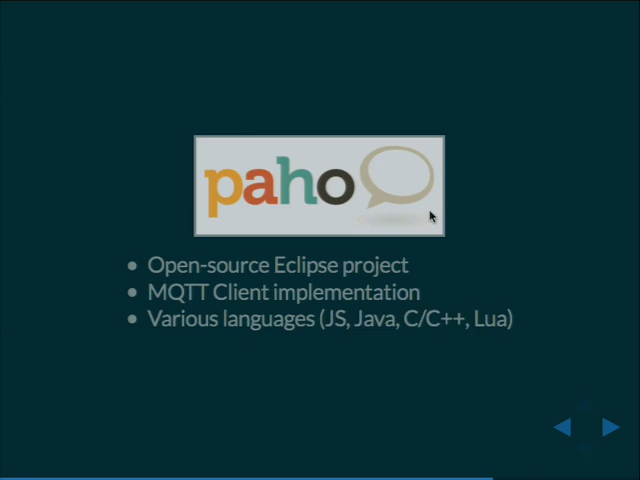 paho
Open-source Eclipse project
MQTT Client implementation
Various languages (JS, Java, C/C++, Lua)